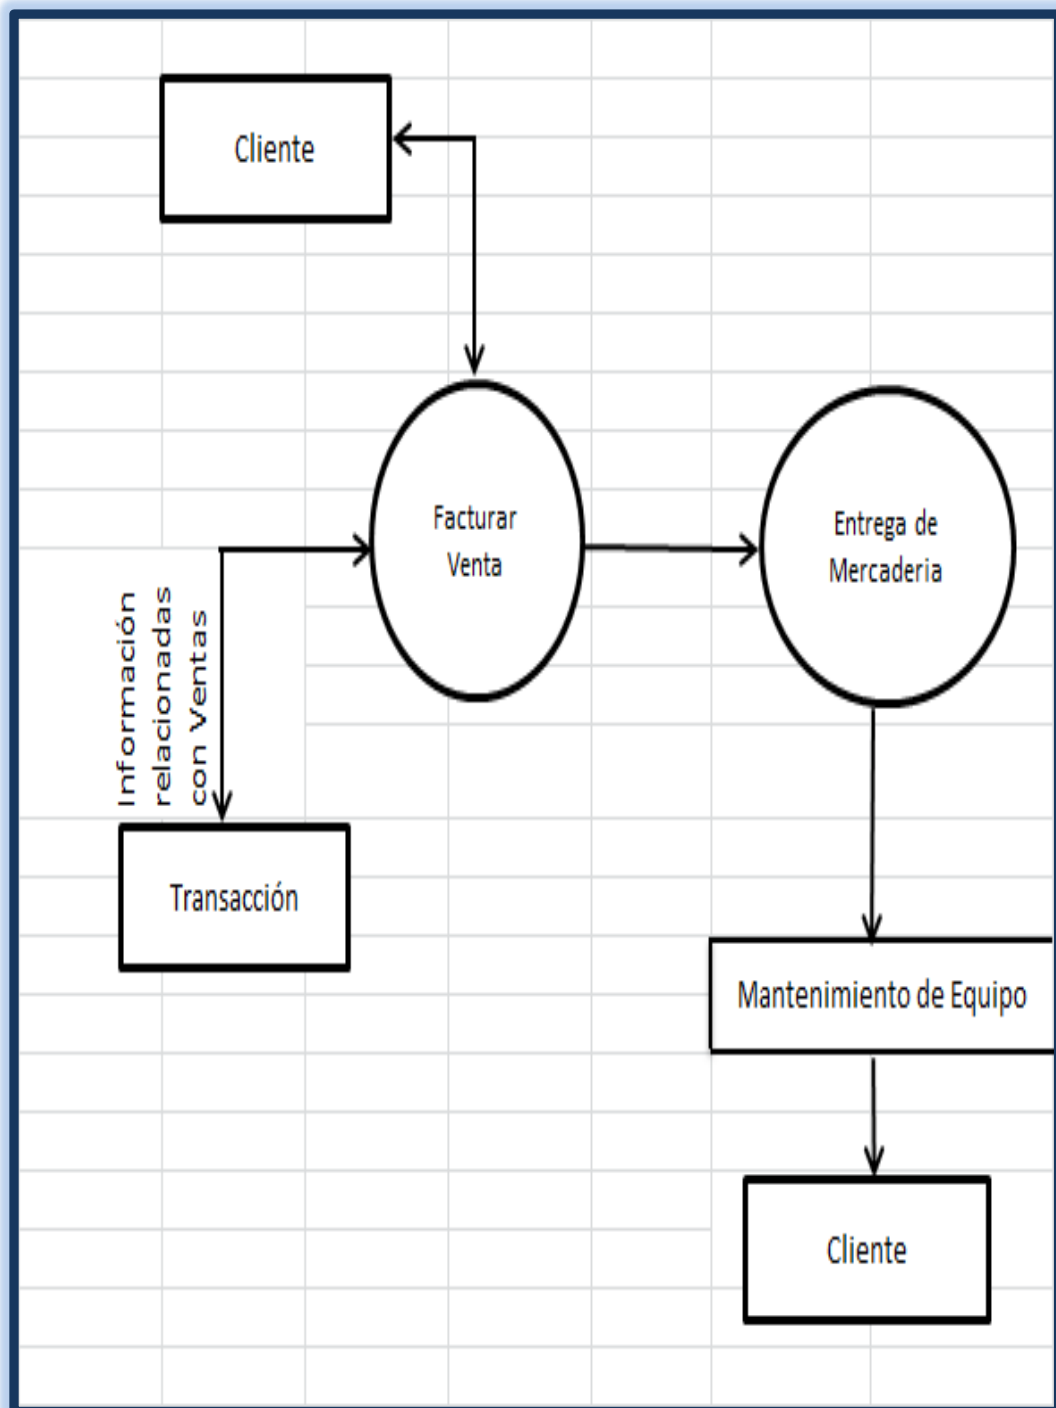 Cliente
Facturar
Venta
Entrega de
Mercaderia
Información
relacionadas
con Ventas
Transacción
Mantenimiento de Equipo
Cliente